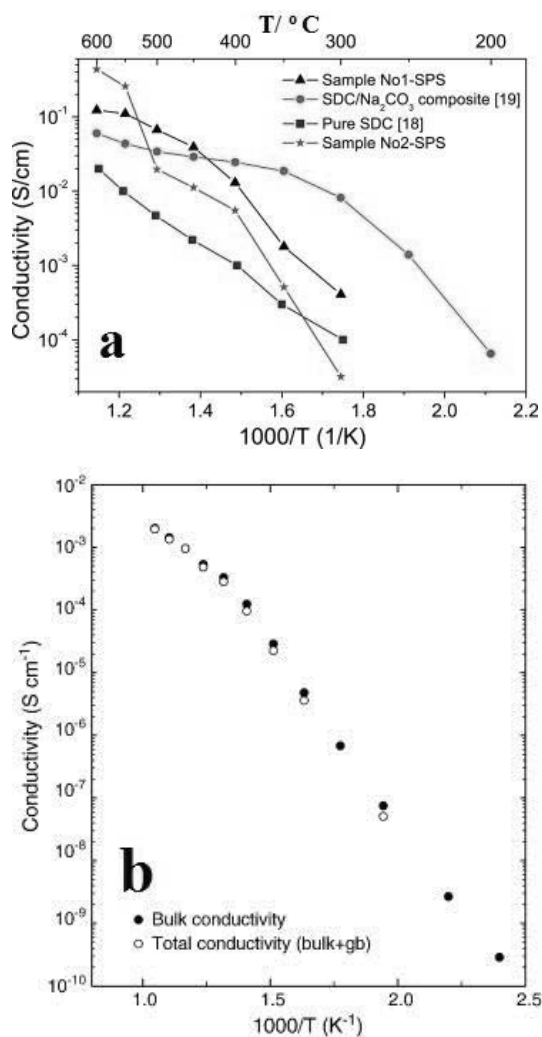 T/ ° C
600 500 400 300 200
Sample No1-SPS
SDC/Na₂CO₃ composite [19]
Pure SDC [18]
Sample No2-SPS
10⁻¹
10⁻²
10⁻³
10⁻⁴
Conductivity (S/cm)
a
1.2 1.4 1.6 1.8 2.0 2.2
1000/T (1/K)
10⁻²
10⁻³
10⁻⁴
10⁻⁵
10⁻⁶
10⁻⁷
10⁻⁸
10⁻⁹
10⁻¹⁰
Conductivity (S cm⁻¹)
b
Bulk conductivity
Total conductivity (bulk+gb)
1.0 1.5 2.0 2.5
1000/T (K⁻¹)